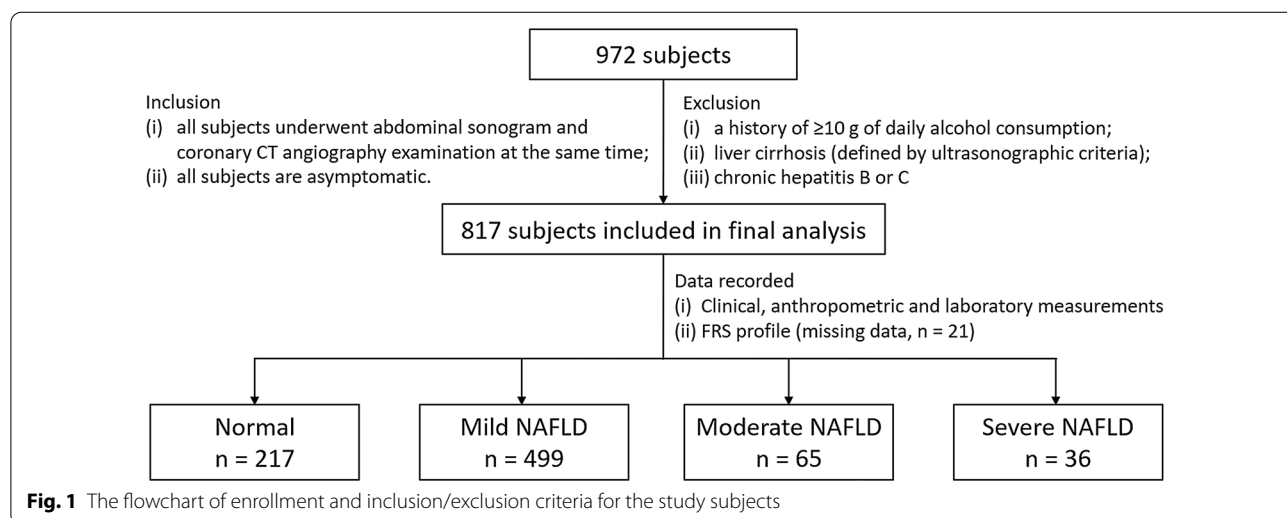 972 subjects
Inclusion
(i) all subjects underwent abdominal sonogram and
coronary CT angiography examination at the same time;
(ii) all subjects are asymptomatic.
Exclusion
(i) a history of ≥10 g of daily alcohol consumption;
(ii) liver cirrhosis (defined by ultrasonographic criteria);
(iii) chronic hepatitis B or C
817 subjects included in final analysis
Data recorded
(i) Clinical, anthropometric and laboratory measurements
(ii) FRS profile (missing data, n = 21)
Normal
n = 217
Mild NAFLD
n = 499
Moderate NAFLD
n = 65
Severe NAFLD
n = 36
Fig. 1 The flowchart of enrollment and inclusion/exclusion criteria for the study subjects